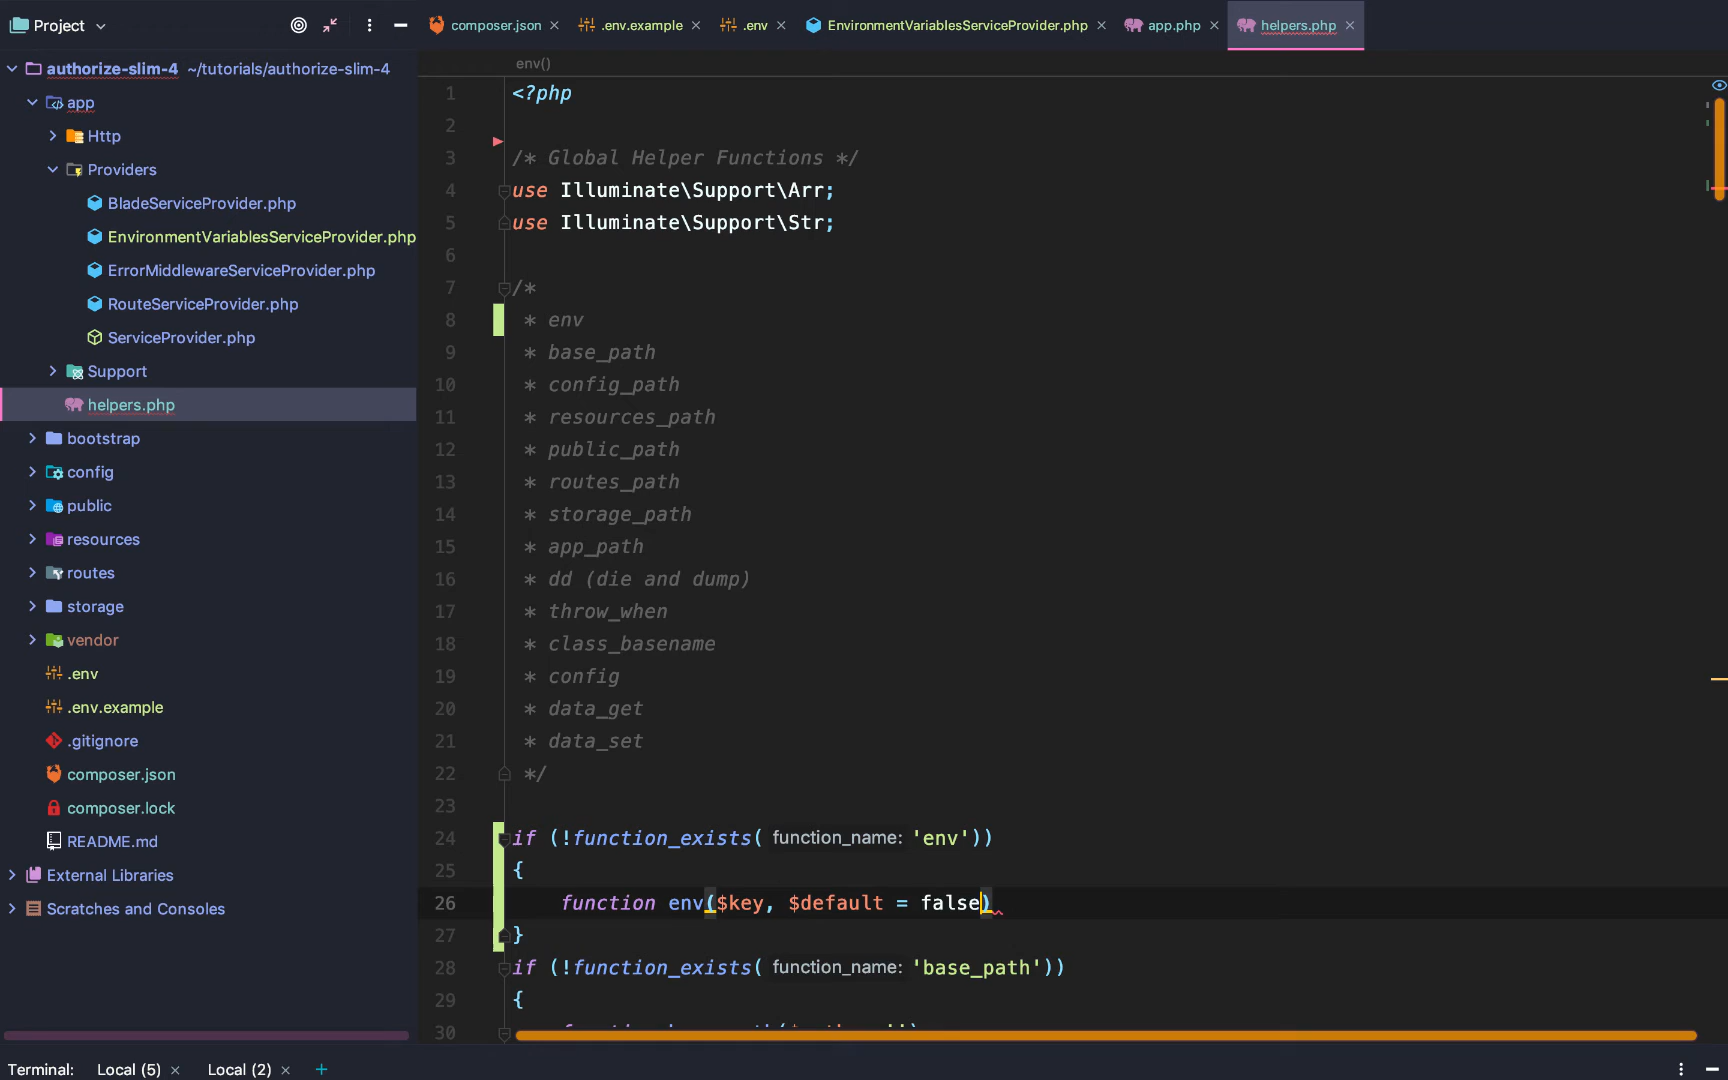 Project
composer.json
.env.example
.env
EnvironmentVariablesServiceProvider.php
app.php
helpers.php
authorize-slim-4 ~/tutorials/authorize-slim-4
app
Http
Providers
BladeServiceProvider.php
EnvironmentVariablesServiceProvider.php
ErrorMiddlewareServiceProvider.php
RouteServiceProvider.php
ServiceProvider.php
Support
helpers.php
bootstrap
config
public
resources
routes
storage
vendor
.env
.env.example
.gitignore
composer.json
composer.lock
README.md
External Libraries
Scratches and Consoles
env()
1 <?php
2
3 /* Global Helper Functions */
4 use Illuminate\Support\Arr;
5 use Illuminate\Support\Str;
6
7 /*
8 * env
9 * base_path
10 * config_path
11 * resources_path
12 * public_path
13 * routes_path
14 * storage_path
15 * app_path
16 * dd (die and dump)
17 * throw_when
18 * class_basename
19 * config
20 * data_get
21 * data_set
22 */
23
24 if (!function_exists( function_name: 'env'))
25 {
26 function env($key, $default = false)
27 }
28 if (!function_exists( function_name: 'base_path'))
29 {
30
Terminal: Local (5) Local (2)